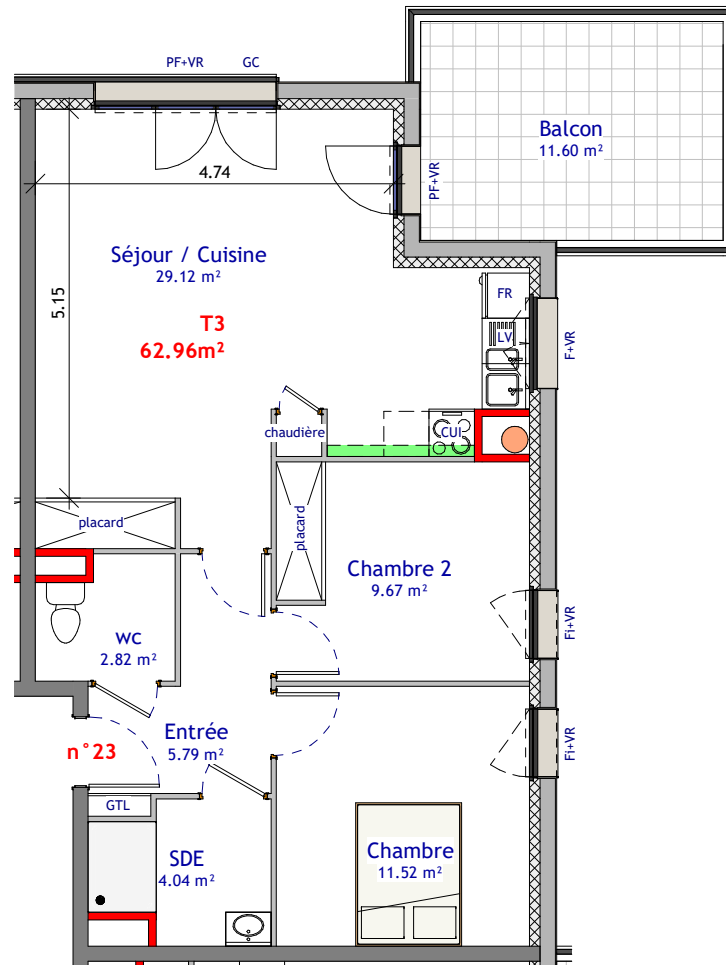 PF+VR GC
Balcon
11.60 m²
4.74
PF+VR
Séjour / Cuisine
29.12 m²
5.15
T3
62.96m²
FR
LV
F+VR
chaudière
CUI
placard
placard
Chambre 2
9.67 m²
Fi+VR
WC
2.82 m²
Entrée
5.79 m²
n°23
Fi+VR
GTL
SDE
4.04 m²
Chambre
11.52 m²